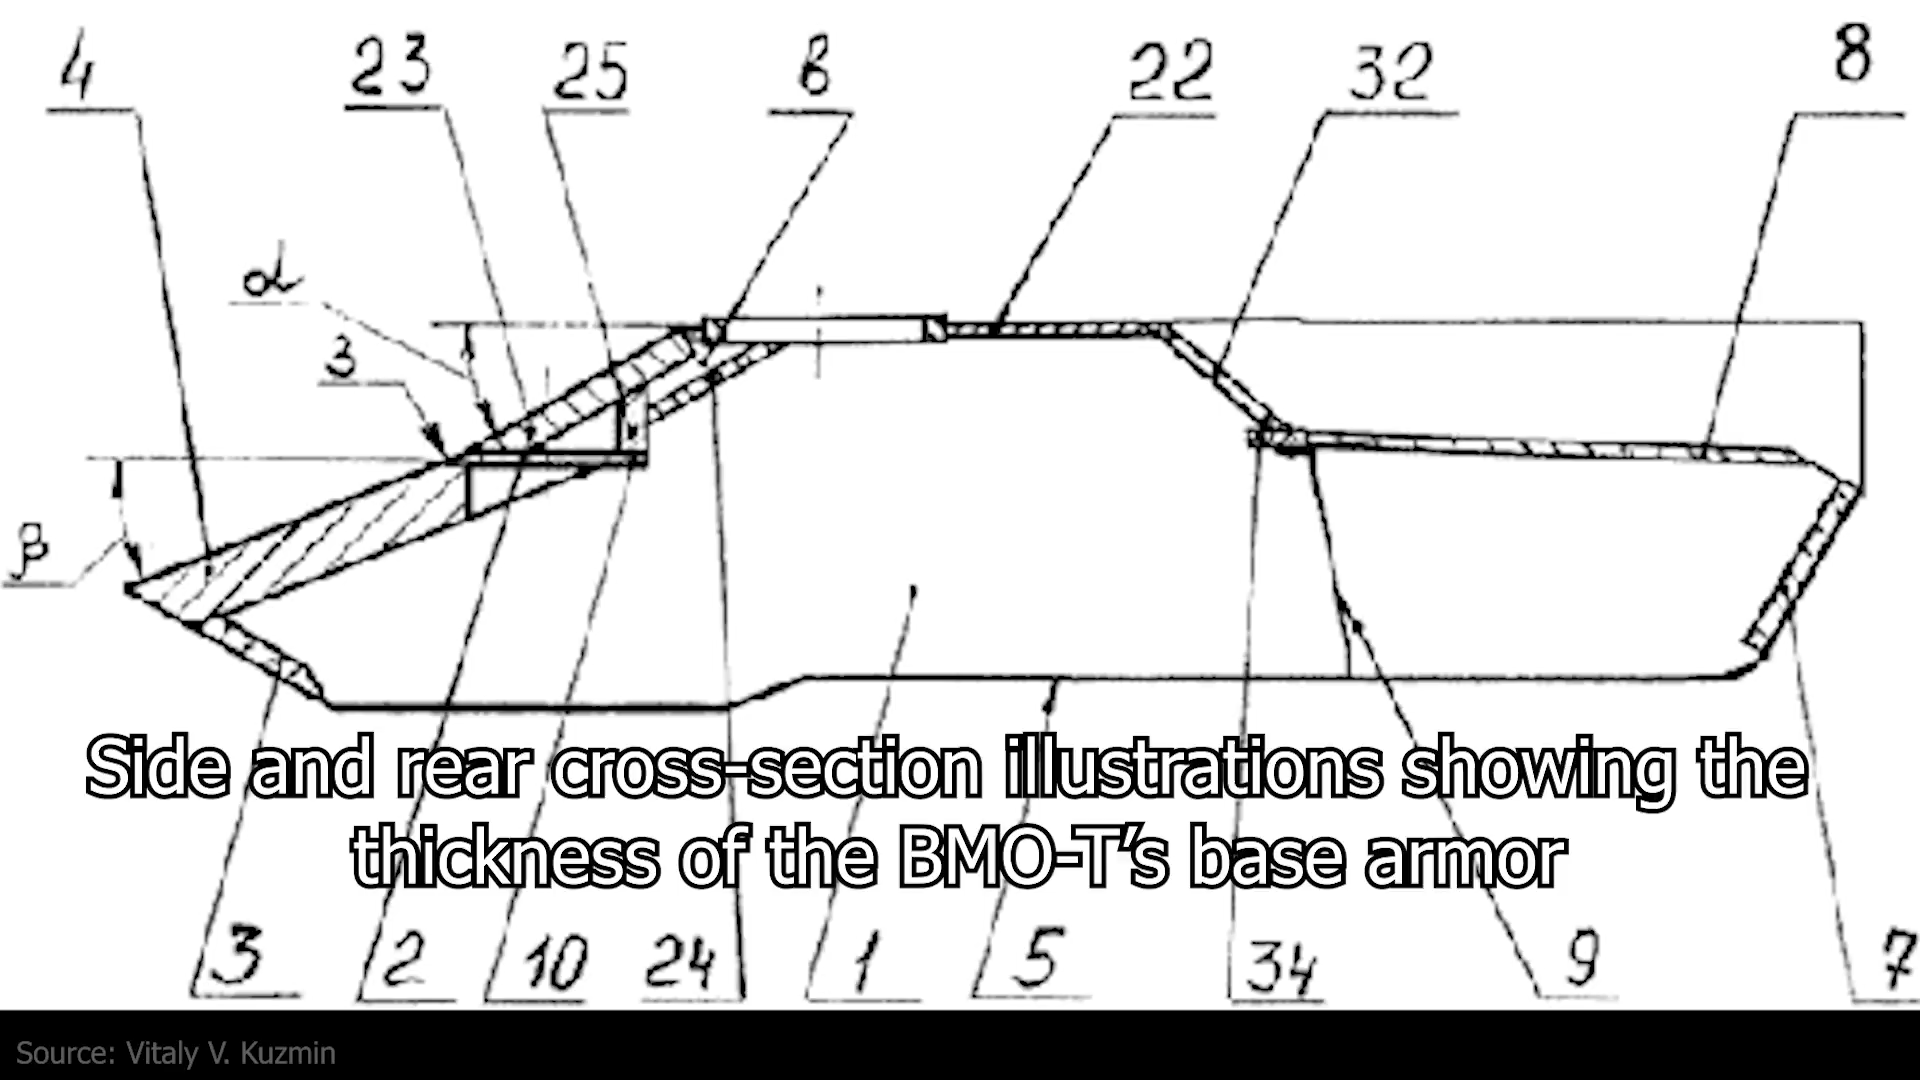 4 23 25 6 22 32 8
α
3
β
Side and rear cross-section illustrations showing the
thickness of the BMO-T’s base armor
3 2 10 24 1 5 34 9 7
Source: Vitaly V. Kuzmin